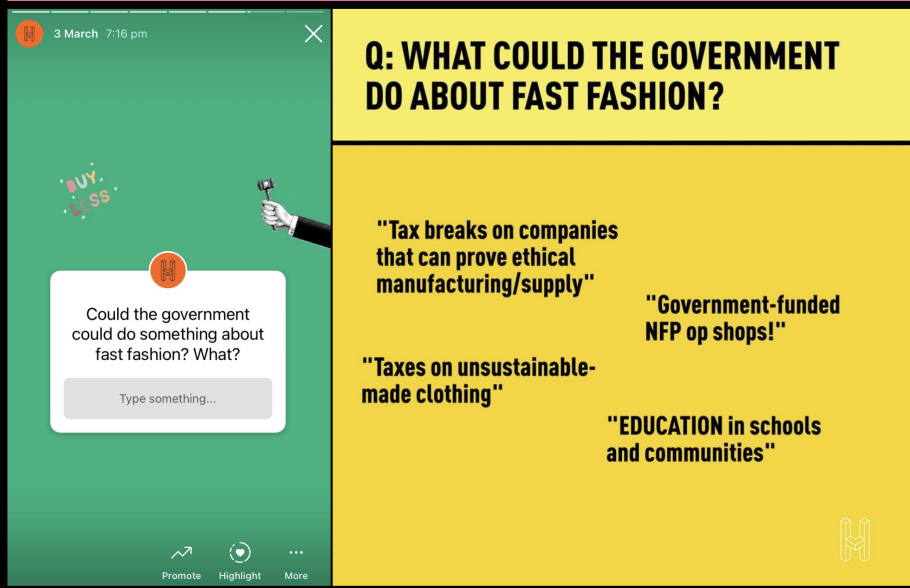 3 March 7:16 pm
BUY
LESS
Could the government
could do something about
fast fashion? What?
Type something...
Promote Highlight More
Q: WHAT COULD THE GOVERNMENT
DO ABOUT FAST FASHION?
"Tax breaks on companies
that can prove ethical
manufacturing/supply"
"Government-funded
NFP op shops!"
"Taxes on unsustainable-
made clothing"
"EDUCATION in schools
and communities"